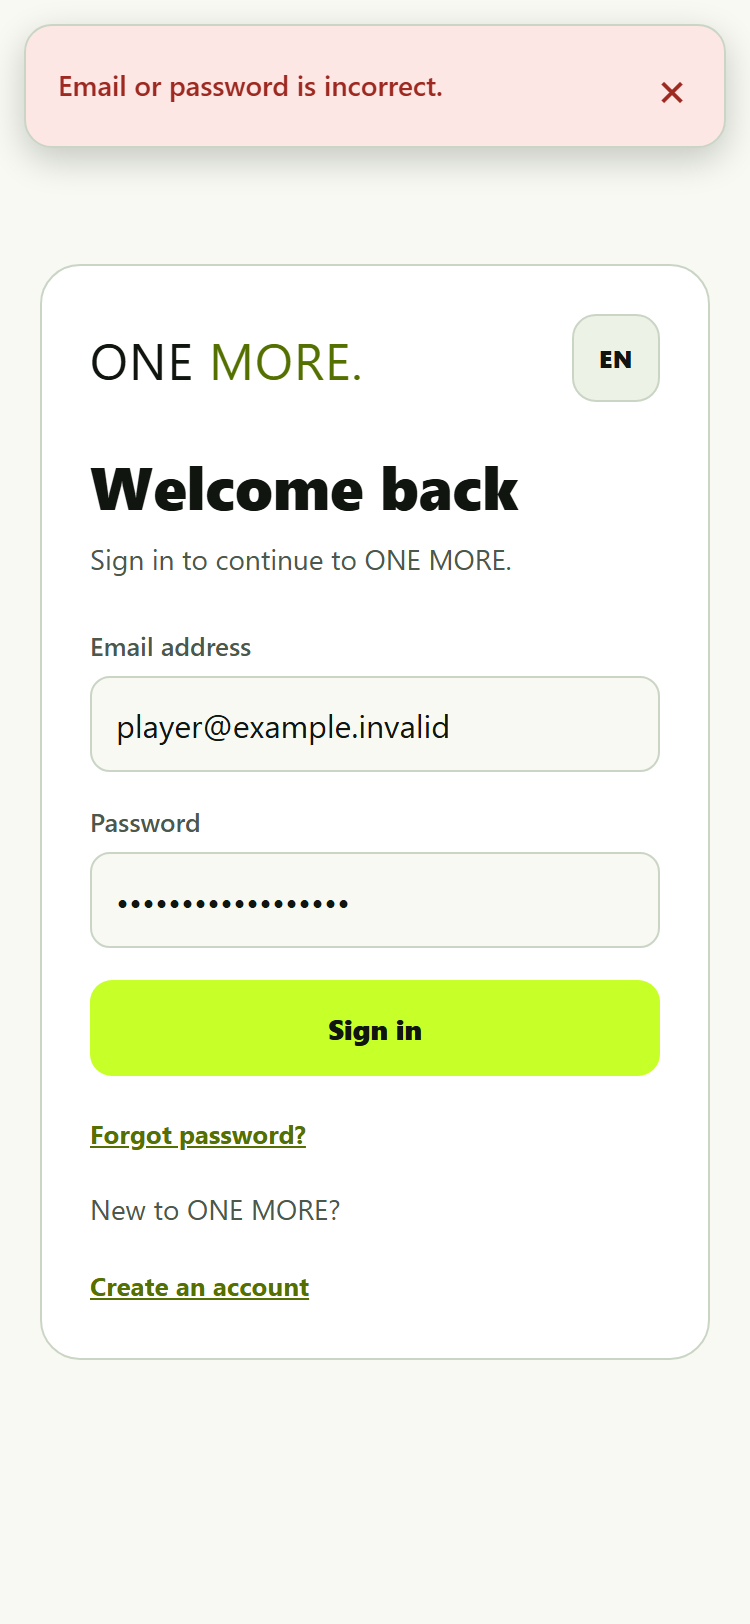 Email or password is incorrect.
ONE MORE.
EN
Welcome back
Sign in to continue to ONE MORE.
Email address
player@example.invalid
Password
••••••••••••••••••
Sign in
Forgot password?
New to ONE MORE?
Create an account